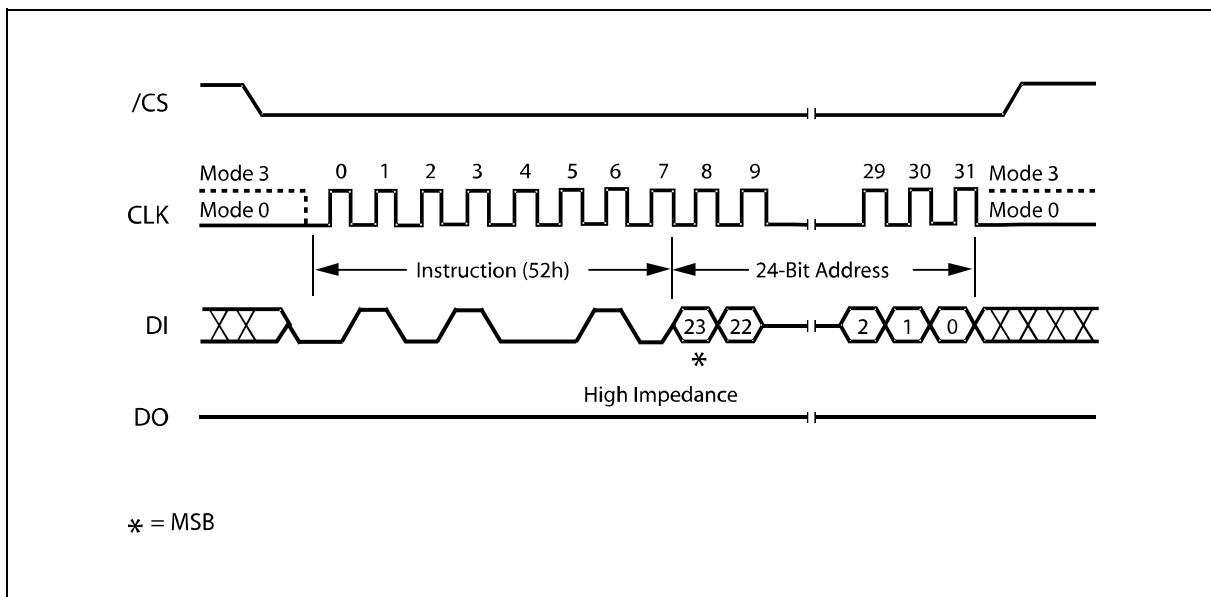 /CS
Mode 3 0 1 2 3 4 5 6 7 8 9 29 30 31 Mode 3
CLK Mode 0 Mode 0
Instruction (52h) 24-Bit Address
DI 23 22 2 1 0
*
High Impedance
DO
* = MSB